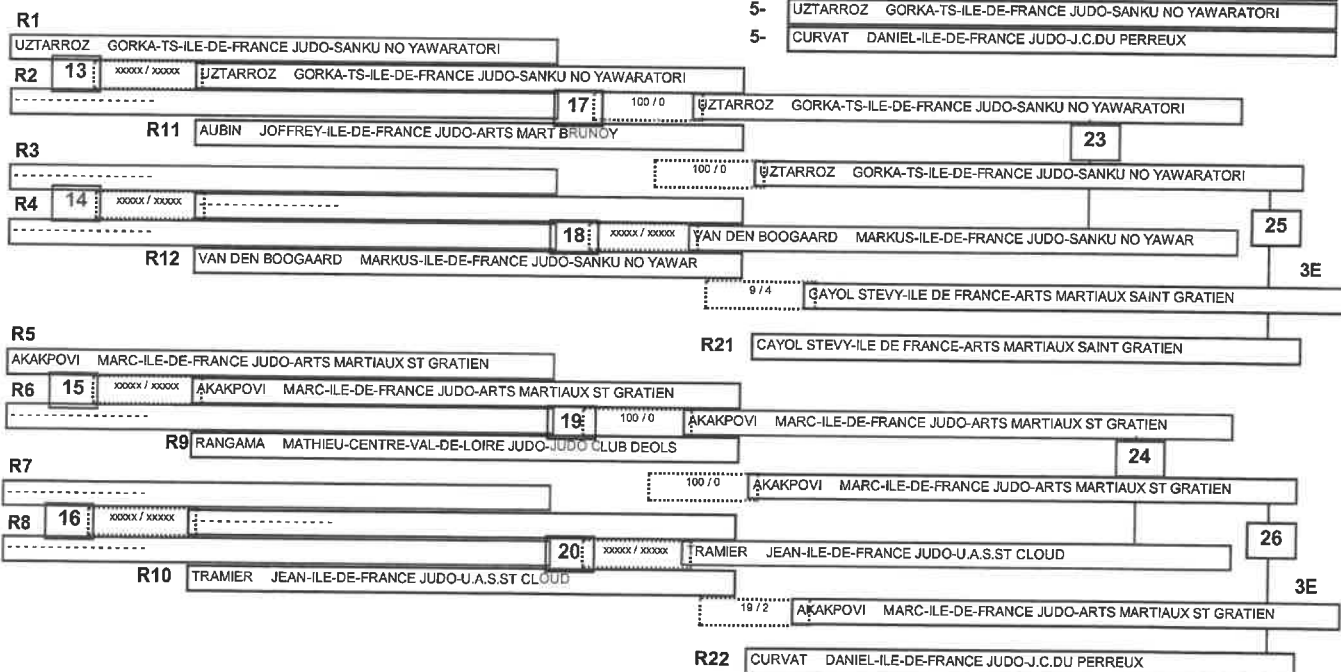 5- UZTARROZ GORKA-TS-ILE-DE-FRANCE JUDO-SANKU NO YAWARATORI
5- CURVAT DANIEL-ILE-DE-FRANCE JUDO-J.C.DU PERREUX
R1
UZTARROZ GORKA-TS-ILE-DE-FRANCE JUDO-SANKU NO YAWARATORI
R2 13 xxxxx / xxxxx UZTARROZ GORKA-TS-ILE-DE-FRANCE JUDO-SANKU NO YAWARATORI
--------------------- 17 100 / 0 UZTARROZ GORKA-TS-ILE-DE-FRANCE JUDO-SANKU NO YAWARATORI
R11 AUBIN JOFFREY-ILE-DE-FRANCE JUDO-ARTS MART BRUNOY
23
R3
--------------------- 100 / 0 UZTARROZ GORKA-TS-ILE-DE-FRANCE JUDO-SANKU NO YAWARATORI
R4 14 xxxxx / xxxxx ---------------------
--------------------- 18 xxxxx / xxxxx VAN DEN BOOGAARD MARKUS-ILE-DE-FRANCE JUDO-SANKU NO YAWAR
25
R12 VAN DEN BOOGAARD MARKUS-ILE-DE-FRANCE JUDO-SANKU NO YAWAR
3E
9 / 4 CAYOL STEVY-ILE DE FRANCE-ARTS MARTIAUX SAINT GRATIEN
R5
R21 CAYOL STEVY-ILE DE FRANCE-ARTS MARTIAUX SAINT GRATIEN
AKAKPOVI MARC-ILE-DE-FRANCE JUDO-ARTS MARTIAUX ST GRATIEN
R6 15 xxxxx / xxxxx AKAKPOVI MARC-ILE-DE-FRANCE JUDO-ARTS MARTIAUX ST GRATIEN
--------------------- 19 100 / 0 AKAKPOVI MARC-ILE-DE-FRANCE JUDO-ARTS MARTIAUX ST GRATIEN
R9 RANGAMA MATHIEU-CENTRE-VAL-DE-LOIRE JUDO-JUDO CLUB DEOLS
24
R7
--------------------- 100 / 0 AKAKPOVI MARC-ILE-DE-FRANCE JUDO-ARTS MARTIAUX ST GRATIEN
R8 16 xxxxx / xxxxx ---------------------
--------------------- 20 xxxxx / xxxxx TRAMIER JEAN-ILE-DE-FRANCE JUDO-U.A.S.ST CLOUD
26
R10 TRAMIER JEAN-ILE-DE-FRANCE JUDO-U.A.S.ST CLOUD
3E
19 / 2 AKAKPOVI MARC-ILE-DE-FRANCE JUDO-ARTS MARTIAUX ST GRATIEN
R22 CURVAT DANIEL-ILE-DE-FRANCE JUDO-J.C.DU PERREUX